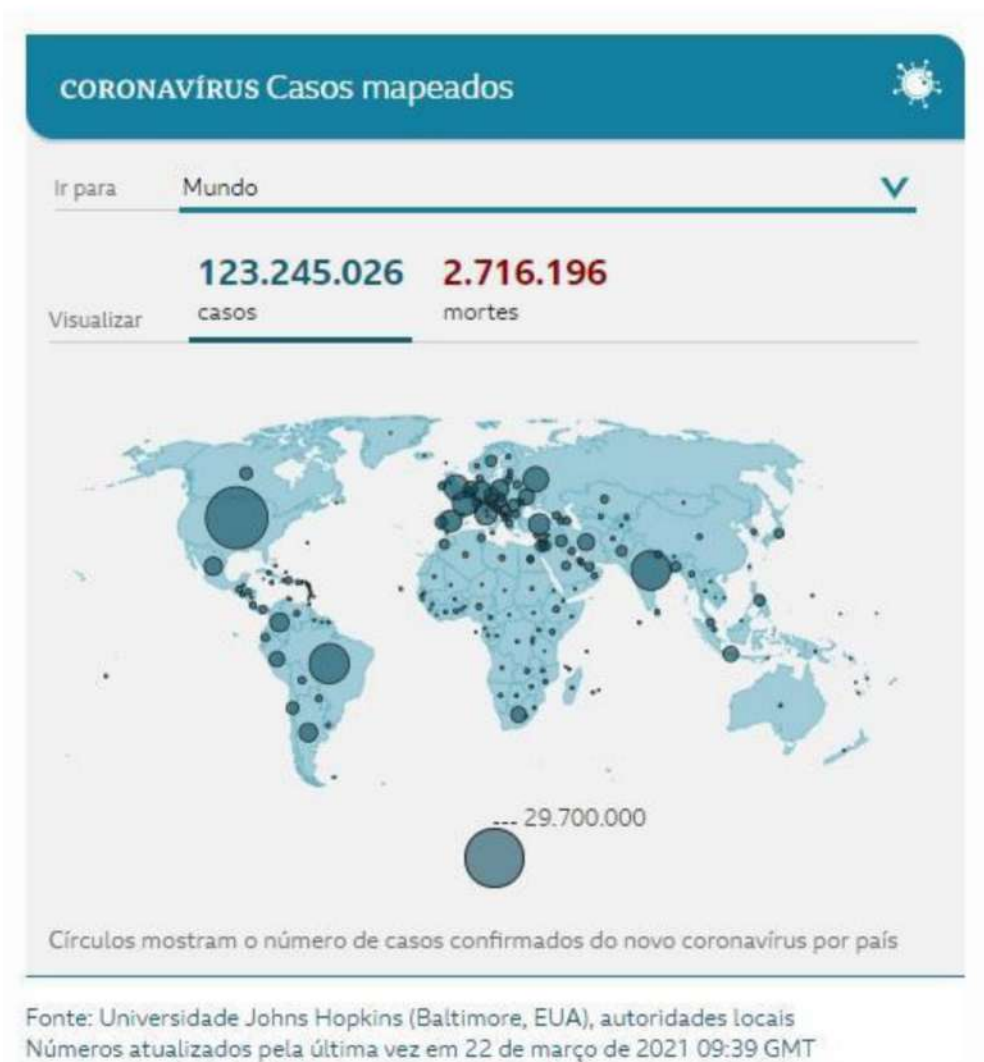 CORONAVÍRUS Casos mapeados
Ir para Mundo
123.245.026 2.716.196
Visualizar casos mortes
--- 29.700.000
Círculos mostram o número de casos confirmados do novo coronavírus por país
Fonte: Universidade Johns Hopkins (Baltimore, EUA), autoridades locais
Números atualizados pela última vez em 22 de março de 2021 09:39 GMT